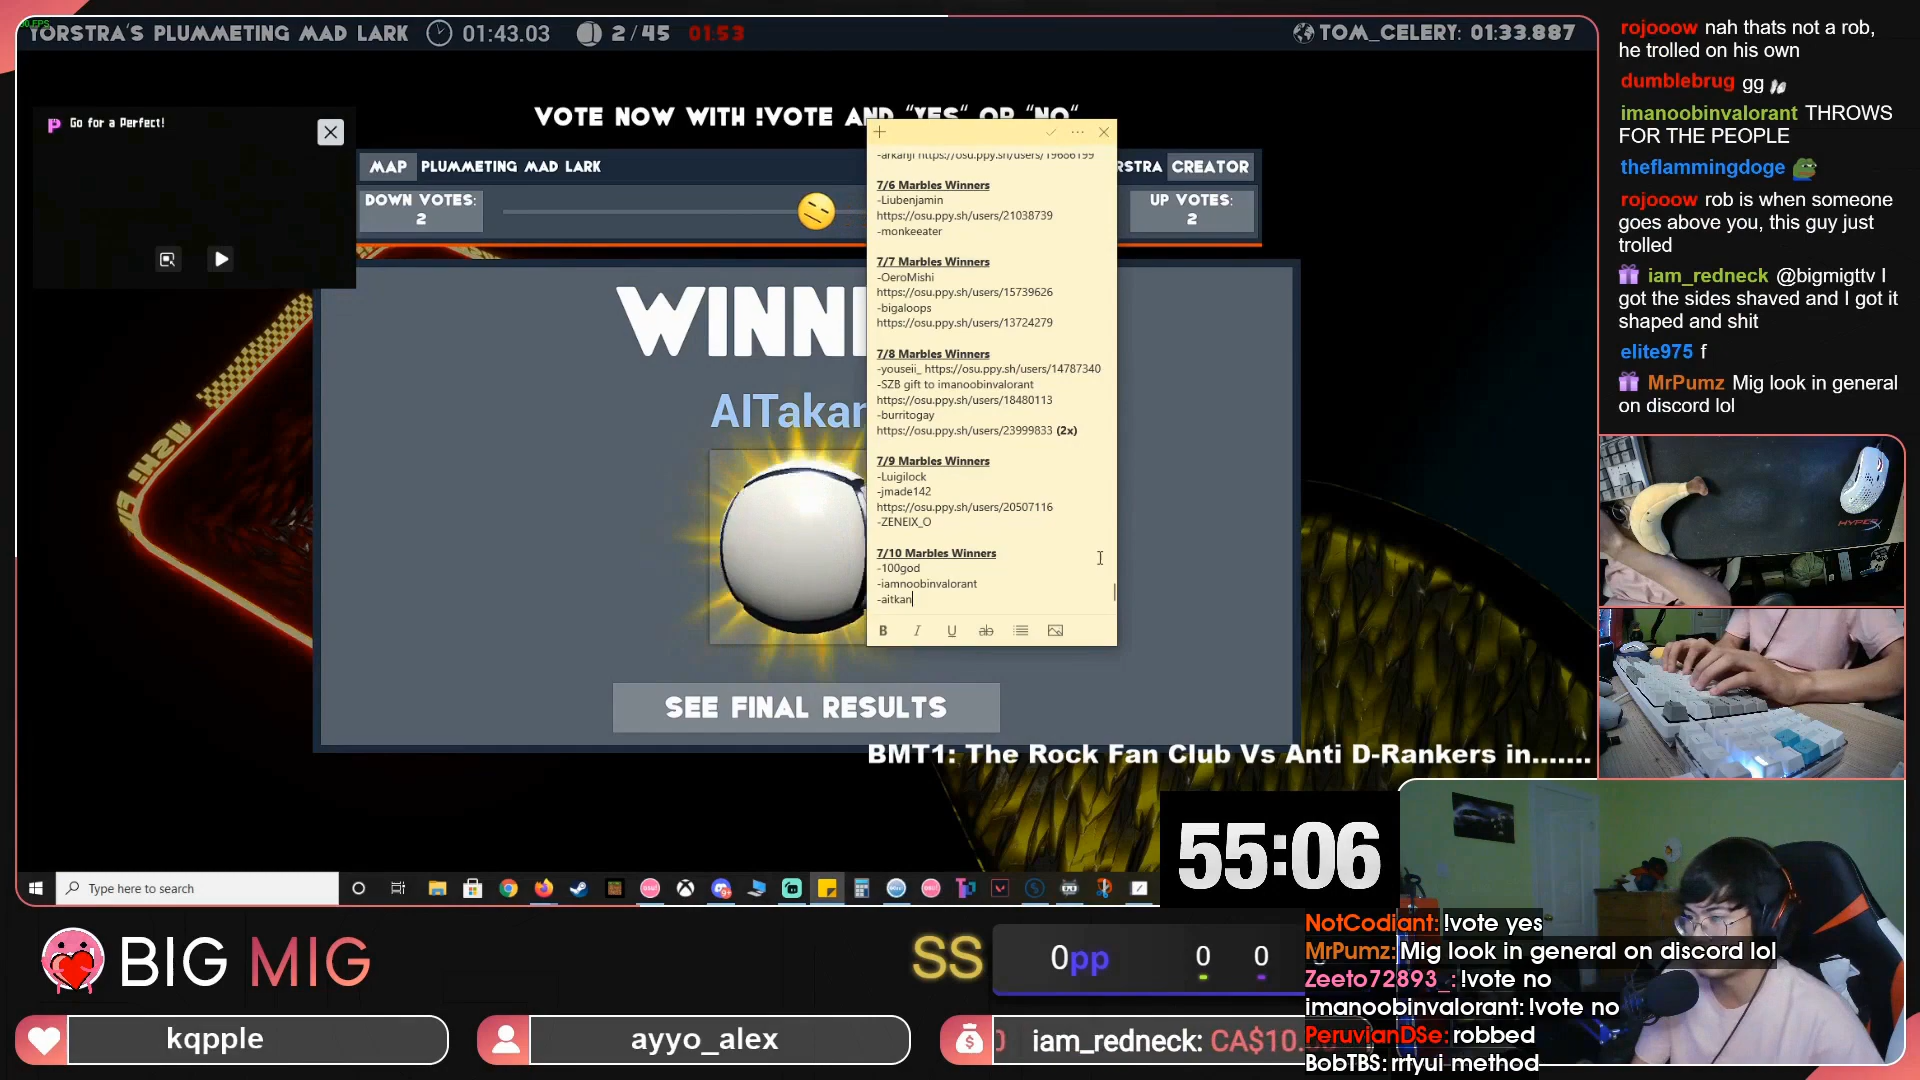 YORSTRA'S PLUMMETING MAD LARK 01:43.03 2/45 01:53
TOM_CELERY: 01:33.887
VOTE NOW WITH !VOTE AND "YES" OR "NO"
Go for a Perfect!
MAP PLUMMETING MAD LARK
RSTRA CREATOR
DOWN VOTES:
2
UP VOTES:
2
WINN
AITakan
SEE FINAL RESULTS
-arkanji https://osu.ppy.sh/users/19686199
7/6 Marbles Winners
-Liubenjamin
https://osu.ppy.sh/users/21038739
-monkeeater
7/7 Marbles Winners
-OeroMishi
https://osu.ppy.sh/users/15739626
-bigaloops
https://osu.ppy.sh/users/13724279
7/8 Marbles Winners
-youseii_ https://osu.ppy.sh/users/14787340
-SZB gift to imanoobinvalorant
https://osu.ppy.sh/users/18480113
-burritogay
https://osu.ppy.sh/users/23999833 (2x)
7/9 Marbles Winners
-Luigilock
-jmade142
https://osu.ppy.sh/users/20507116
-ZENEIX_O
7/10 Marbles Winners
-100god
-iamnoobinvalorant
-aitkan
B I U ab
BMT1: The Rock Fan Club Vs Anti D-Rankers in.......
55:06
Type here to search
rojooow nah thats not a rob,
he trolled on his own
dumblebrug gg
imanoobinvalorant THROWS
FOR THE PEOPLE
theflammingdoge
rojooow rob is when someone
goes above you, this guy just
trolled
iam_redneck @bigmigttv I
got the sides shaved and I got it
shaped and shit
elite975 f
MrPumz Mig look in general
on discord lol
HYPERX
BIG MIG
SS 0pp 0 0
kqpple
ayyo_alex
iam_redneck: CA$10.
NotCodiant: !vote yes
MrPumz: Mig look in general on discord lol
Zeeto72893_: !vote no
imanoobinvalorant: !vote no
PeruvianDSe: robbed
BobTBS: rrtyui method